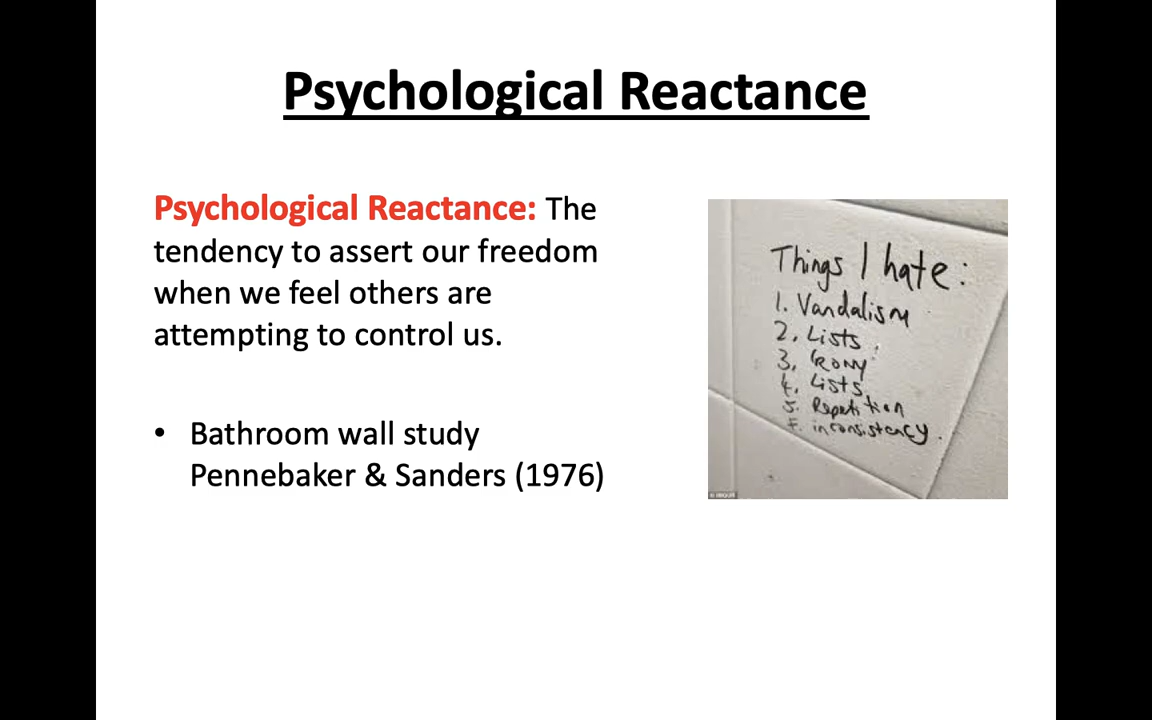 Psychological Reactance
Psychological Reactance: The
tendency to assert our freedom
when we feel others are
attempting to control us.
• Bathroom wall study
Pennebaker & Sanders (1976)
Things I hate:
1. Vandalism
2. Lists
3. Irony
4. Lists
5. Repetition
F. inconsistency.